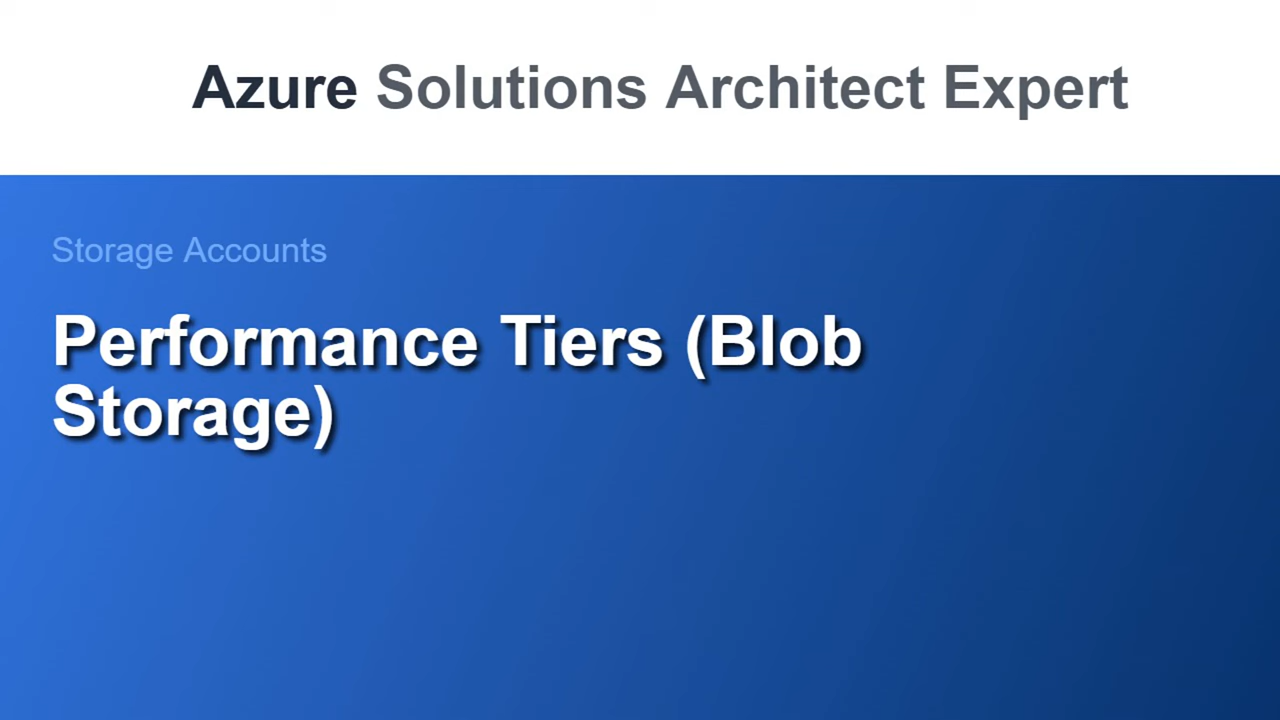 Azure Solutions Architect Expert
Storage Accounts
Performance Tiers (Blob
Storage)